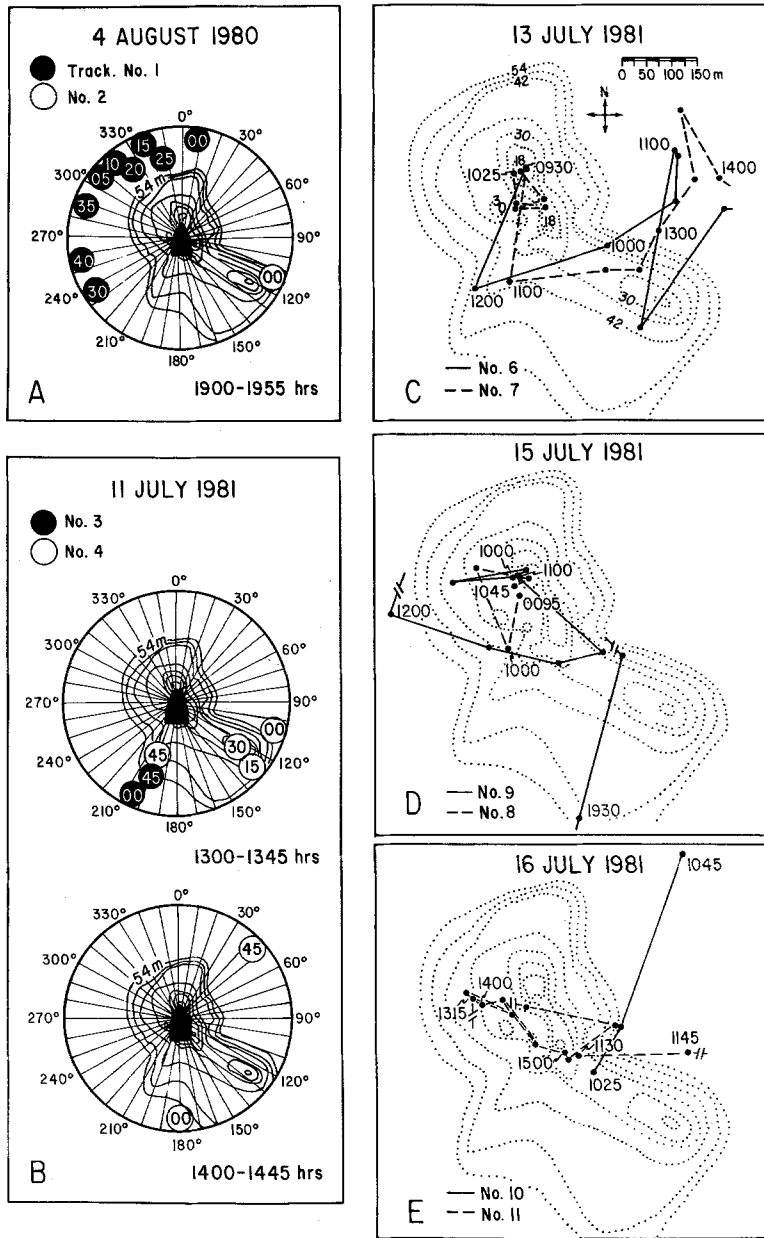 4 AUGUST 1980
Track. No. 1
No. 2
0°
330°
30°
300°
60°
270°
90°
240°
120°
210°
150°
180°
54m
00
15
25
10
20
05
35
40
30
00
A
1900-1955 hrs
11 JULY 1981
No. 3
No. 4
0°
330°
30°
300°
60°
270°
90°
240°
120°
210°
150°
180°
54m
00
30
15
45
45
00
1300-1345 hrs
0°
330°
30°
300°
60°
270°
90°
240°
120°
210°
150°
180°
54m
45
00
B
1400-1445 hrs
13 JULY 1981
0 50 100 150 m
N
54
42
30
18
0930
1025
1100
1400
18
1000
1300
1200
1100
30
42
No. 6
No. 7
C
15 JULY 1981
1000
1100
1045
0095
1200
1000
No. 9
No. 8
D
1930
16 JULY 1981
1045
1400
1315
1130
1145
1500
1025
No. 10
No. 11
E